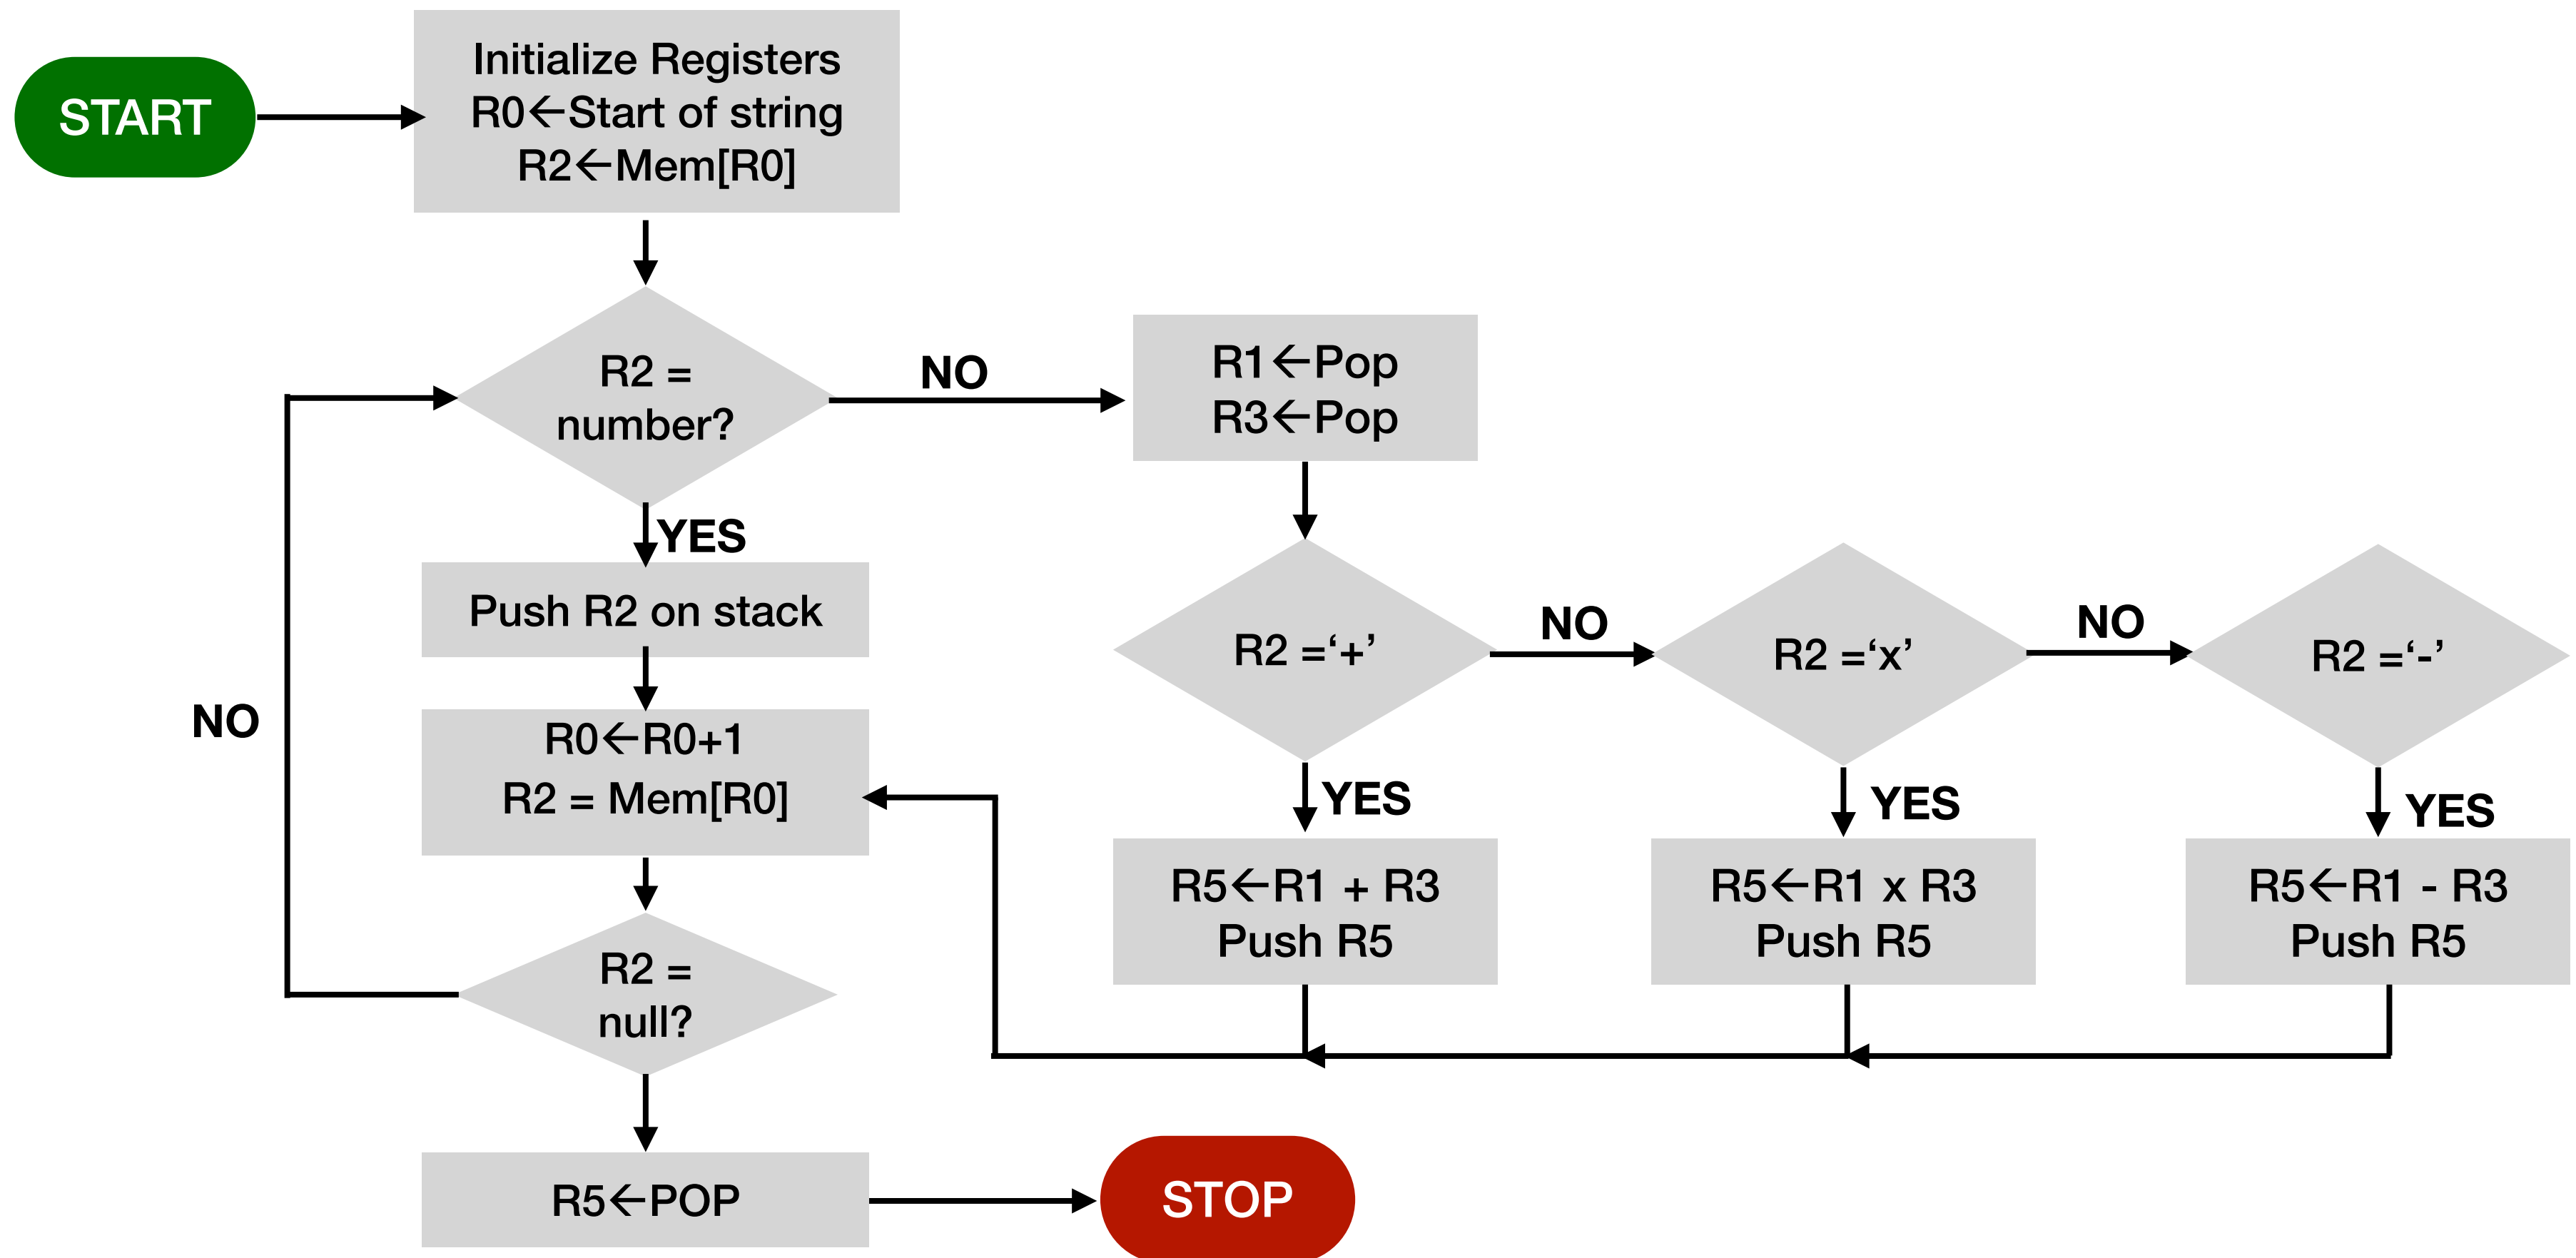 START
Initialize Registers
R0←Start of string
R2←Mem[R0]
R2 =
number?
NO
YES
Push R2 on stack
R0←R0+1
R2 = Mem[R0]
NO
R2 =
null?
R5←POP
STOP
R1←Pop
R3←Pop
R2 =‘+’
NO
R2 =‘x’
NO
R2 =‘-’
YES
R5←R1 + R3
Push R5
YES
R5←R1 x R3
Push R5
YES
R5←R1 - R3
Push R5